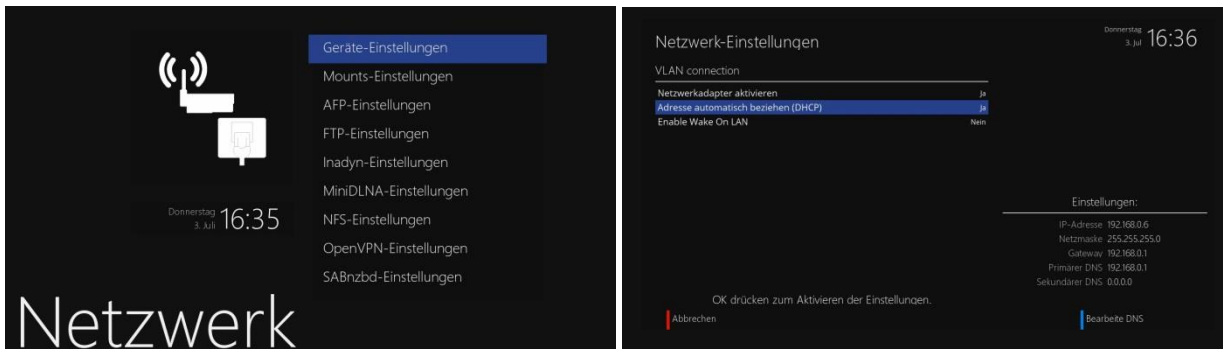 Geräte-Einstellungen
Mounts-Einstellungen
AFP-Einstellungen
FTP-Einstellungen
Inadyn-Einstellungen
MiniDLNA-Einstellungen
NFS-Einstellungen
OpenVPN-Einstellungen
SABnzbd-Einstellungen
Donnerstag
3. Juli 16:35
Netzwerk
Netzwerk-Einstellungen
Donnerstag
3. Jul 16:36
VLAN connection
Netzwerkadapter aktivieren Ja
Adresse automatisch beziehen (DHCP) Ja
Enable Wake On LAN Nein
Einstellungen:
IP-Adresse 192.168.0.6
Netzmaske 255.255.255.0
Gateway 192.168.0.1
Primärer DNS 192.168.0.1
Sekundärer DNS 0.0.0.0
OK drücken zum Aktivieren der Einstellungen.
Abbrechen
Bearbeite DNS